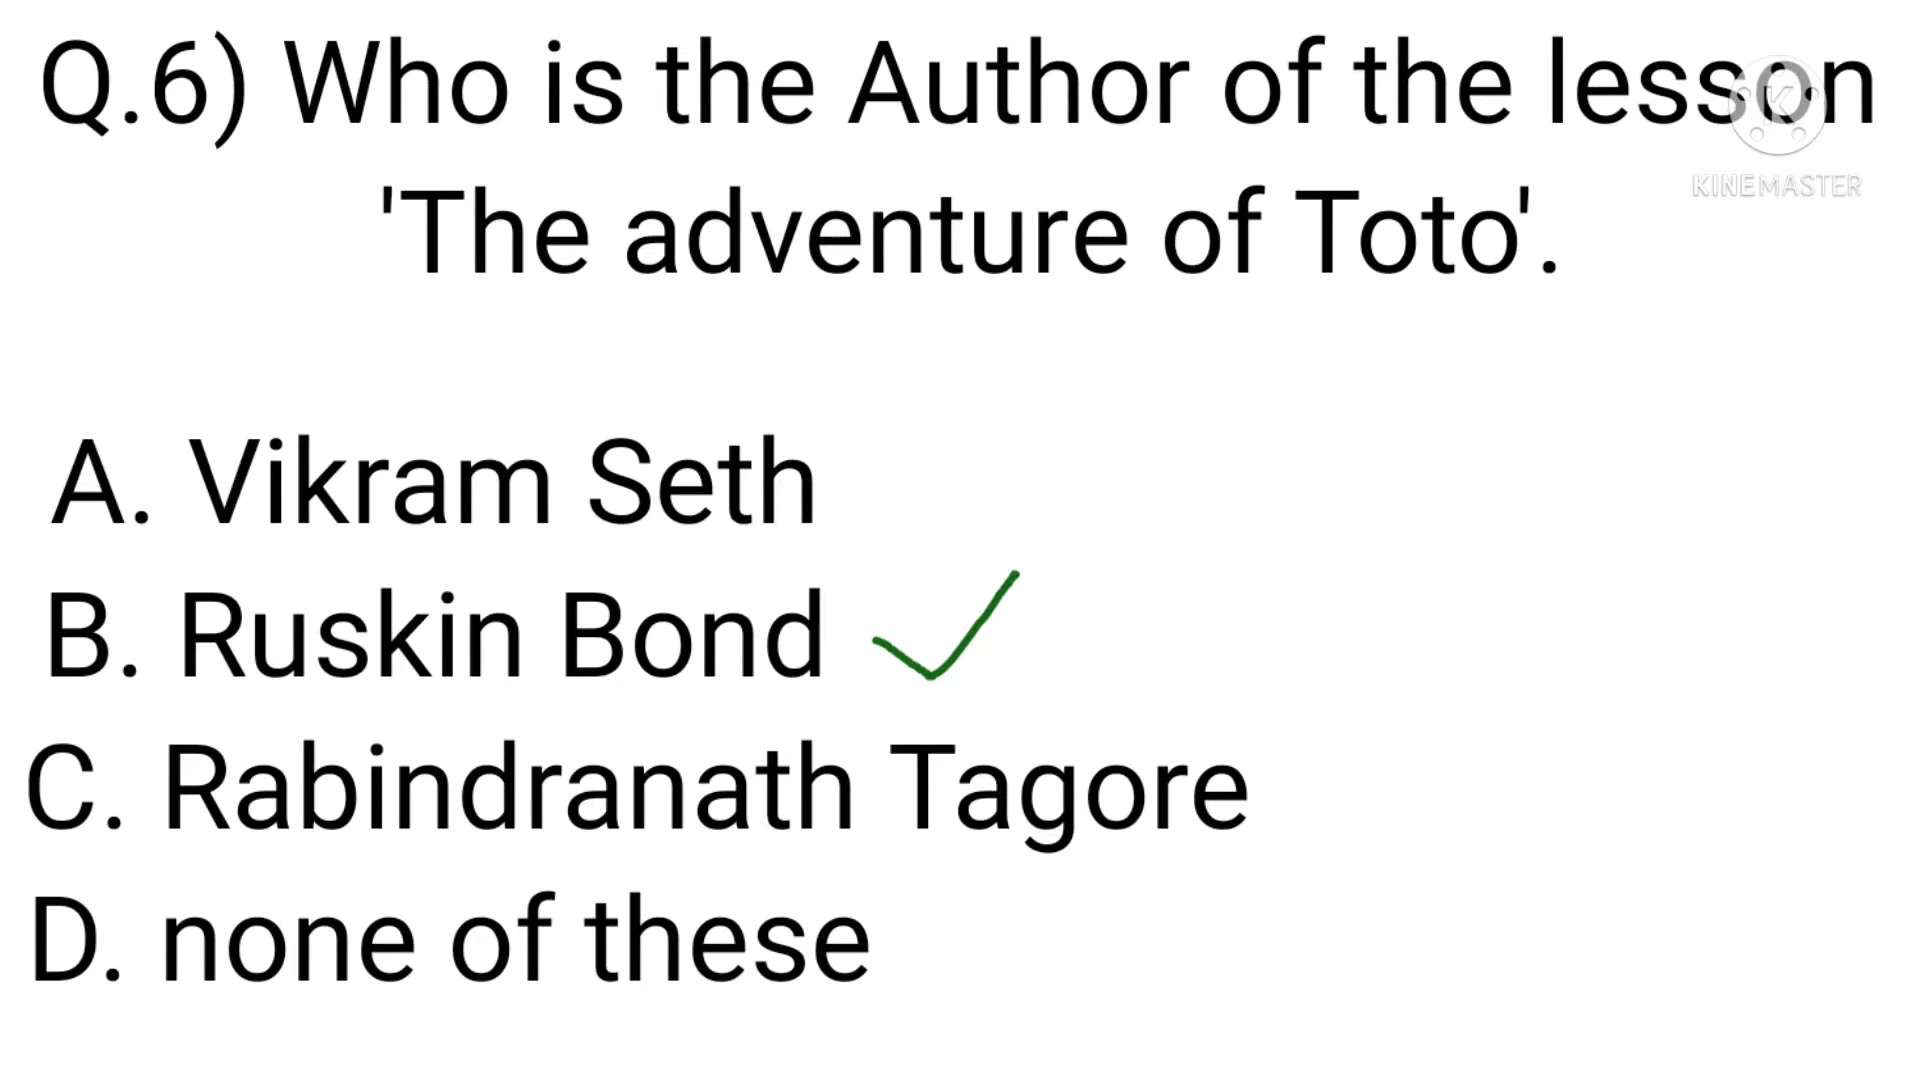 Q.6) Who is the Author of the lesson
'The adventure of Toto'.
KINEMASTER
A. Vikram Seth
B. Ruskin Bond
C. Rabindranath Tagore
D. none of these